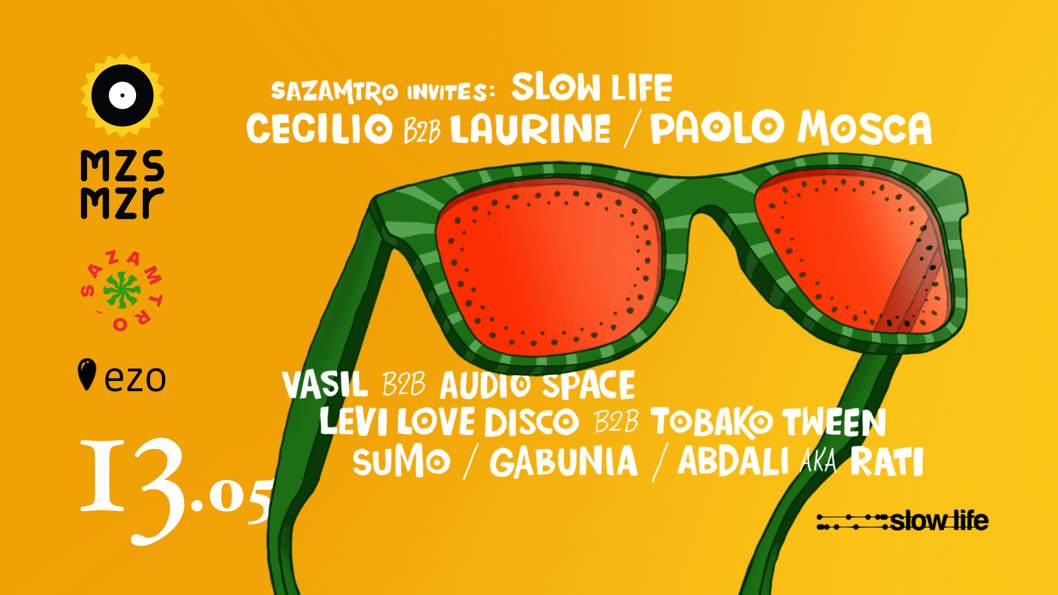 SAZAMTRO INVITES: SLOW LIFE
CECILIO B2B LAURINE / PAOLO MOSCA
MZS
MZr
SAZAMTRO
ezo
13.05
VASIL B2B AUDIO SPACE
LEVI LOVE DISCO B2B TOBAKO TWEEN
SUMO / GABUNIA / ABDALI AKA RATI
slow life